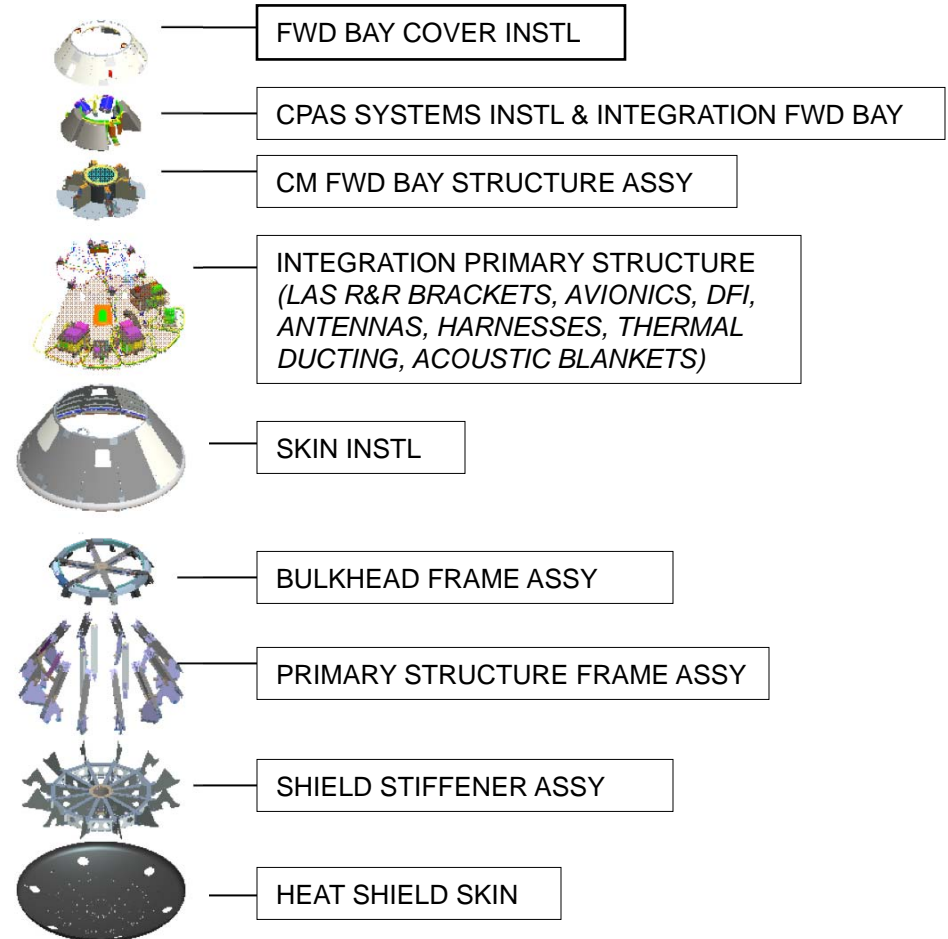 FWD BAY COVER INSTL
CPAS SYSTEMS INSTL & INTEGRATION FWD BAY
CM FWD BAY STRUCTURE ASSY
INTEGRATION PRIMARY STRUCTURE
(LAS R&R BRACKETS, AVIONICS, DFI,
ANTENNAS, HARNESSES, THERMAL
DUCTING, ACOUSTIC BLANKETS)
SKIN INSTL
BULKHEAD FRAME ASSY
PRIMARY STRUCTURE FRAME ASSY
SHIELD STIFFENER ASSY
HEAT SHIELD SKIN